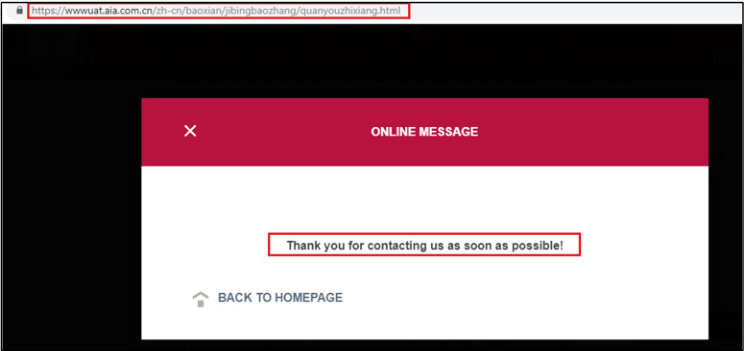 https://wwwuat.aia.com.cn/zh-cn/baoxian/jibingbaozhang/quanyouzhixiang.html
ONLINE MESSAGE
Thank you for contacting us as soon as possible!
BACK TO HOMEPAGE